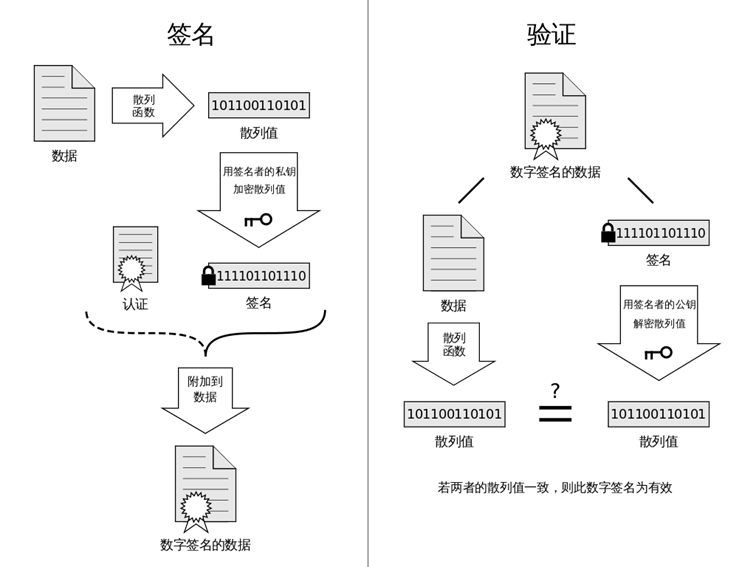 签名
散列
函数
101100110101
数据
散列值
用签名者的私钥
加密散列值
111101101110
认证
签名
附加到
数据
数字签名的数据
验证
数字签名的数据
111101101110
签名
数据
用签名者的公钥
解密散列值
散列
函数
?
101100110101
=
101100110101
散列值
散列值
若两者的散列值一致，则此数字签名为有效